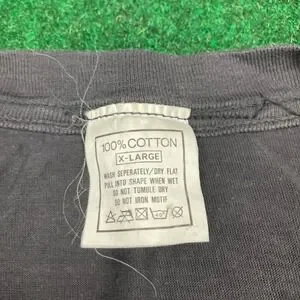 100% COTTON
X-LARGE
WASH SEPERATELY/DRY FLAT
PULL INTO SHAPE WHEN WET
DO NOT TUMBLE DRY
DO NOT IRON MOTIF